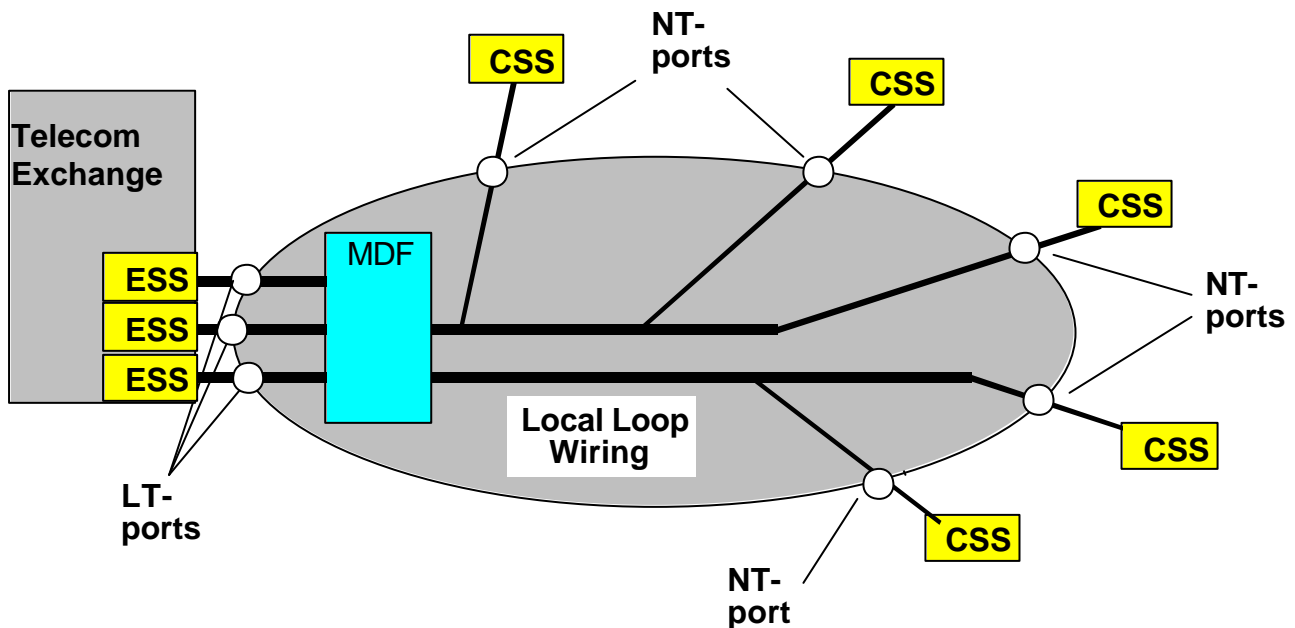 NT-
ports
CSS
CSS
Telecom
Exchange
CSS
MDF
ESS
NT-
ports
ESS
ESS
Local Loop
Wiring
CSS
LT-
ports
CSS
NT-
port